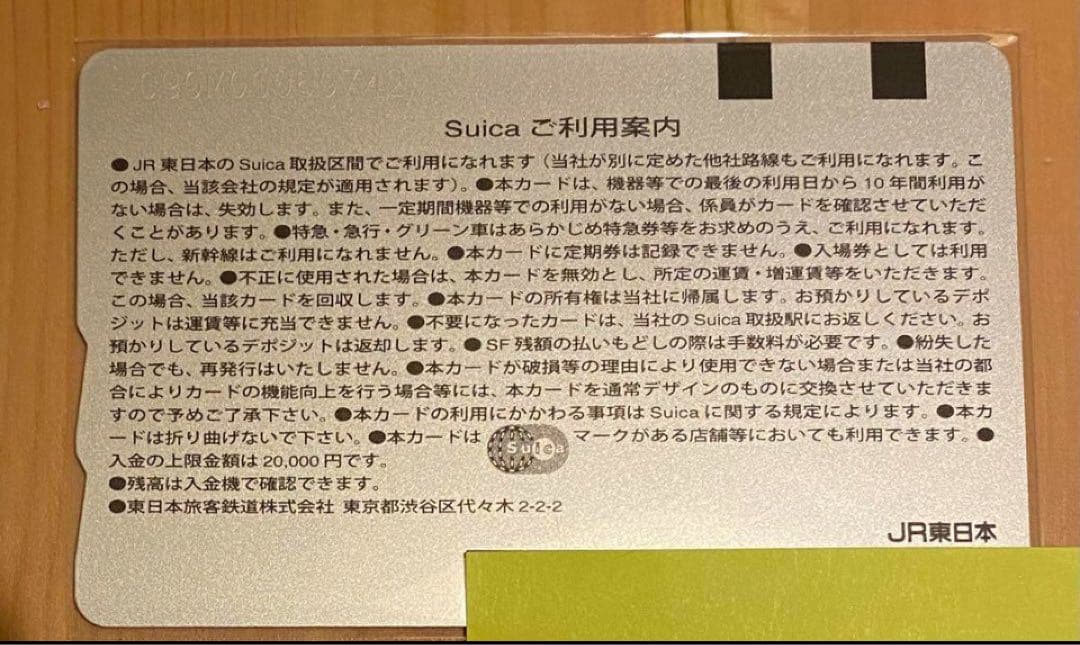 Suica ご利用案内
●JR東日本のSuica取扱区間でご利用になれます（当社が別に定めた他社路線もご利用になれます。こ
の場合、当該会社の規定が適用されます）。●本カードは、機器等での最後の利用日から10年間利用が
ない場合は、失効します。また、一定期間機器等での利用がない場合、係員がカードを確認させていただ
くことがあります。●特急・急行・グリーン車はあらかじめ特急券等をお求めのうえ、ご利用になれます。
ただし、新幹線はご利用になれません。●本カードに定期券は記録できません。●入場券としては利用
できません。●不正に使用された場合は、本カードを無効とし、所定の運賃・増運賃等をいただきます。
この場合、当該カードを回収します。●本カードの所有権は当社に帰属します。お預かりしているデポ
ジットは運賃等に充当できません。●不要になったカードは、当社のSuica取扱駅にお返しください。お
預かりしているデポジットは返却します。●SF残額の払いもどしの際は手数料が必要です。●紛失した
場合でも、再発行はいたしません。●本カードが破損等の理由により使用できない場合または当社の都
合によりカードの機能向上を行う場合等には、本カードを通常デザインのものに交換させていただきま
すので予めご了承下さい。●本カードの利用にかかわる事項はSuicaに関する規定によります。●本カ
ードは折り曲げないで下さい。●本カードは Suica マークがある店舗等においても利用できます。●
入金の上限金額は20,000円です。
●残高は入金機で確認できます。
●東日本旅客鉄道株式会社 東京都渋谷区代々木2-2-2
JR東日本